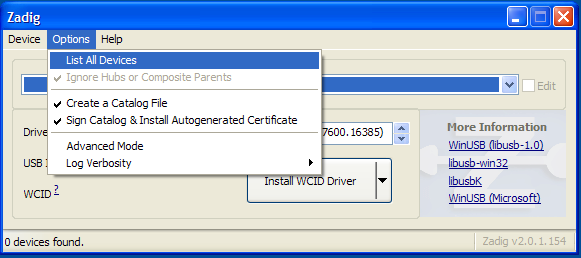 Zadig
Device Options Help
List All Devices
Ignore Hubs or Composite Parents
Edit
Create a Catalog File
Sign Catalog & Install Autogenerated Certificate
Advanced Mode
Log Verbosity
Drive
7600.16385)
USB I
WCID ?
Install WCID Driver
More Information
WinUSB (libusb-1.0)
libusb-win32
libusbK
WinUSB (Microsoft)
0 devices found.
Zadig v2.0.1.154